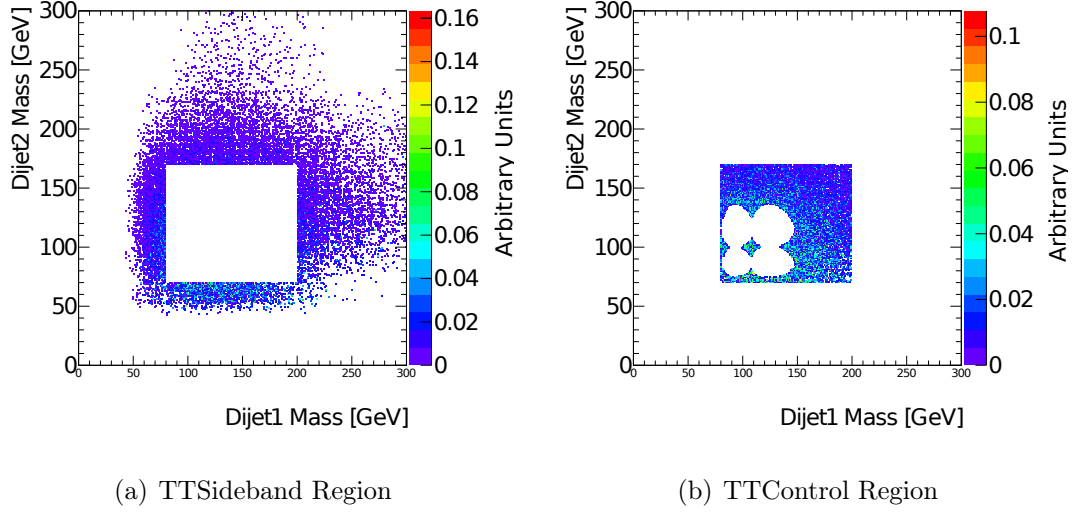 Dijet2 Mass [GeV]
300
250
200
150
100
50
0
0 50 100 150 200 250 300
Dijet1 Mass [GeV]
0.16
0.14
0.12
0.1
0.08
0.06
0.04
0.02
0
Arbitrary Units
(a) TTSideband Region
Dijet2 Mass [GeV]
300
250
200
150
100
50
0
0 50 100 150 200 250 300
Dijet1 Mass [GeV]
0.1
0.08
0.06
0.04
0.02
0
Arbitrary Units
(b) TTControl Region